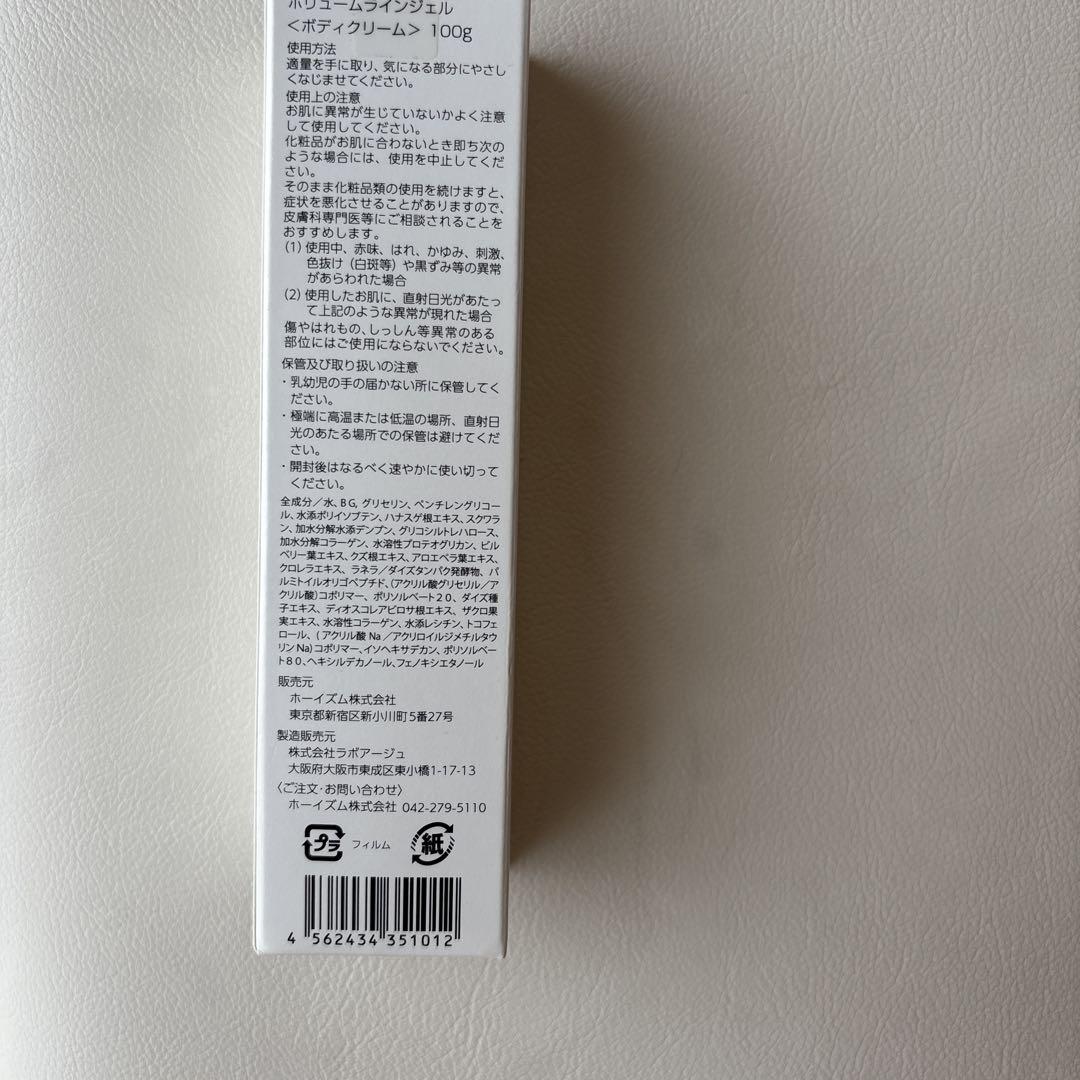 ボリュームラインジェル
＜ボディクリーム＞ 100g
使用方法
適量を手に取り、気になる部分にやさし
くなじませてください。
使用上の注意
お肌に異常が生じていないかよく注意
して使用してください。
化粧品がお肌に合わないとき即ち次の
ような場合には、使用を中止してくだ
さい。
そのまま化粧品類の使用を続けますと、
症状を悪化させることがありますので、
皮膚科専門医等にご相談されることを
おすすめします。
(1) 使用中、赤味、はれ、かゆみ、刺激、
色抜け（白斑等）や黒ずみ等の異常
があらわれた場合
(2) 使用したお肌に、直射日光があたっ
て上記のような異常が現れた場合
傷やはれもの、しっしん等異常のある
部位にはご使用にならないでください。
保管及び取り扱いの注意
・乳幼児の手の届かない所に保管してく
ださい。
・極端に高温または低温の場所、直射日
光のあたる場所での保管は避けてくだ
さい。
・開封後はなるべく速やかに使い切って
ください。
全成分／水、BG, グリセリン、ペンチレングリコー
ル、水添ポリイソブテン、ハナスゲ根エキス、スクワラ
ン、加水分解水添デンプン、グリコシルトレハロース、
加水分解コラーゲン、水溶性プロテオグリカン、ビル
ベリー葉エキス、クズ根エキス、アロエベラ葉エキス、
クロレラエキス、ラネラ／ダイズタンパク発酵物、パ
ルミトイルオリゴペプチド、（アクリル酸グリセリル／ア
クリル酸）コポリマー、ポリソルベート２０、ダイズ種
子エキス、ディオスコレアビロサ根エキス、ザクロ果
実エキス、水溶性コラーゲン、水添レシチン、トコフェ
ロール、（アクリル酸Na／アクリロイルジメチルタウ
リンNa）コポリマー、イソヘキサデカン、ポリソルベー
ト８０、ヘキシルデカノール、フェノキシエタノール
販売元
ホーイズム株式会社
東京都新宿区新小川町5番27号
製造販売元
株式会社ラボアージュ
大阪府大阪市東成区東小橋1-17-13
〈ご注文・お問い合わせ〉
ホーイズム株式会社 042-279-5110
プラ フィルム 紙
4 562434 351012